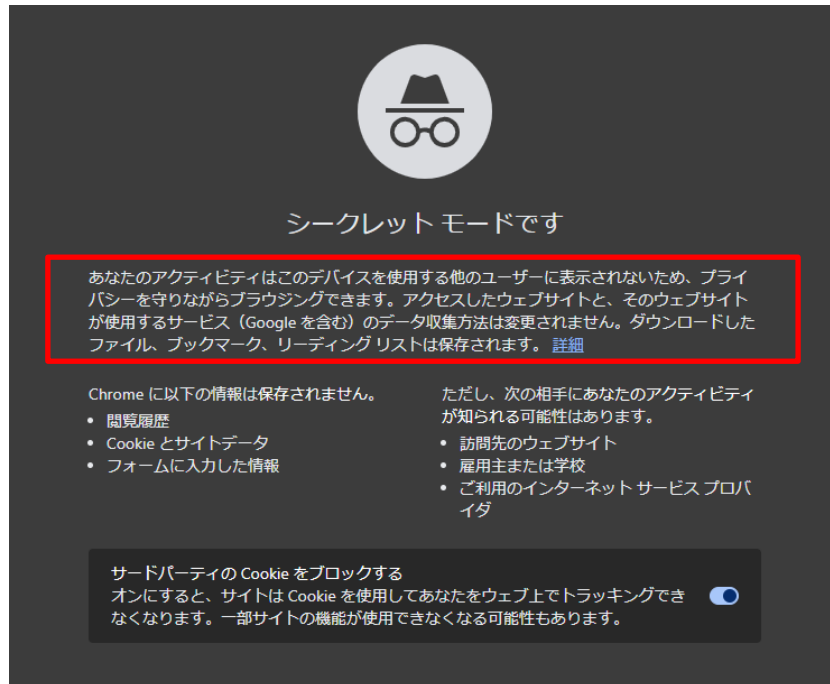 シークレット モードです
あなたのアクティビティはこのデバイスを使用する他のユーザーに表示されないため、プライ
バシーを守りながらブラウジングできます。アクセスしたウェブサイトと、そのウェブサイト
が使用するサービス（Google を含む）のデータ収集方法は変更されません。ダウンロードした
ファイル、ブックマーク、リーディング リストは保存されます。 詳細
Chrome に以下の情報は保存されません。
• 閲覧履歴
• Cookie とサイトデータ
• フォームに入力した情報
ただし、次の相手にあなたのアクティビティ
が知られる可能性はあります。
• 訪問先のウェブサイト
• 雇用主または学校
• ご利用のインターネット サービス プロバ
イダ
サードパーティの Cookie をブロックする
オンにすると、サイトは Cookie を使用してあなたをウェブ上でトラッキングでき
なくなります。一部サイトの機能が使用できなくなる可能性もあります。